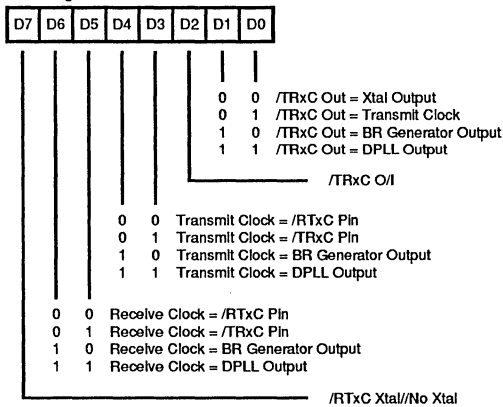 D7 D6 D5 D4 D3 D2 D1 D0
0 0 /TRxC Out = Xtal Output
0 1 /TRxC Out = Transmit Clock
1 0 /TRxC Out = BR Generator Output
1 1 /TRxC Out = DPLL Output
/TRxC O/I
0 0 Transmit Clock = /RTxC Pin
0 1 Transmit Clock = /TRxC Pin
1 0 Transmit Clock = BR Generator Output
1 1 Transmit Clock = DPLL Output
0 0 Receive Clock = /RTxC Pin
0 1 Receive Clock = /TRxC Pin
1 0 Receive Clock = BR Generator Output
1 1 Receive Clock = DPLL Output
/RTxC Xtal//No Xtal